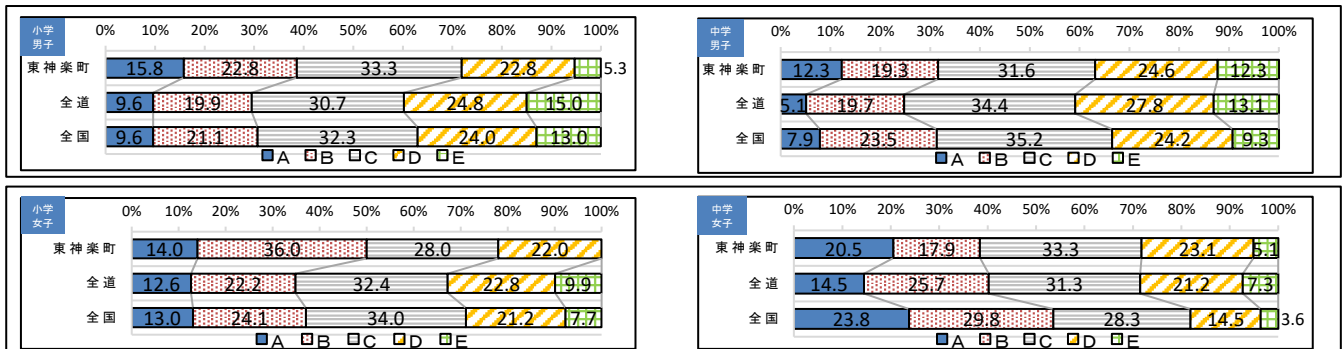 小学
男子
0% 10% 20% 30% 40% 50% 60% 70% 80% 90% 100%
東神楽町 15.8 22.8 33.3 22.8 5.3
全道 9.6 19.9 30.7 24.8 15.0
全国 9.6 21.1 32.3 24.0 13.0
A B C D E
中学
男子
0% 10% 20% 30% 40% 50% 60% 70% 80% 90% 100%
東神楽町 12.3 19.3 31.6 24.6 12.3
全道 5.1 19.7 34.4 27.8 13.1
全国 7.9 23.5 35.2 24.2 9.3
A B C D E
小学
女子
0% 10% 20% 30% 40% 50% 60% 70% 80% 90% 100%
東神楽町 14.0 36.0 28.0 22.0
全道 12.6 22.2 32.4 22.8 9.9
全国 13.0 24.1 34.0 21.2 7.7
A B C D E
中学
女子
0% 10% 20% 30% 40% 50% 60% 70% 80% 90% 100%
東神楽町 20.5 17.9 33.3 23.1 5.1
全道 14.5 25.7 31.3 21.2 7.3
全国 23.8 29.8 28.3 14.5 3.6
A B C D E